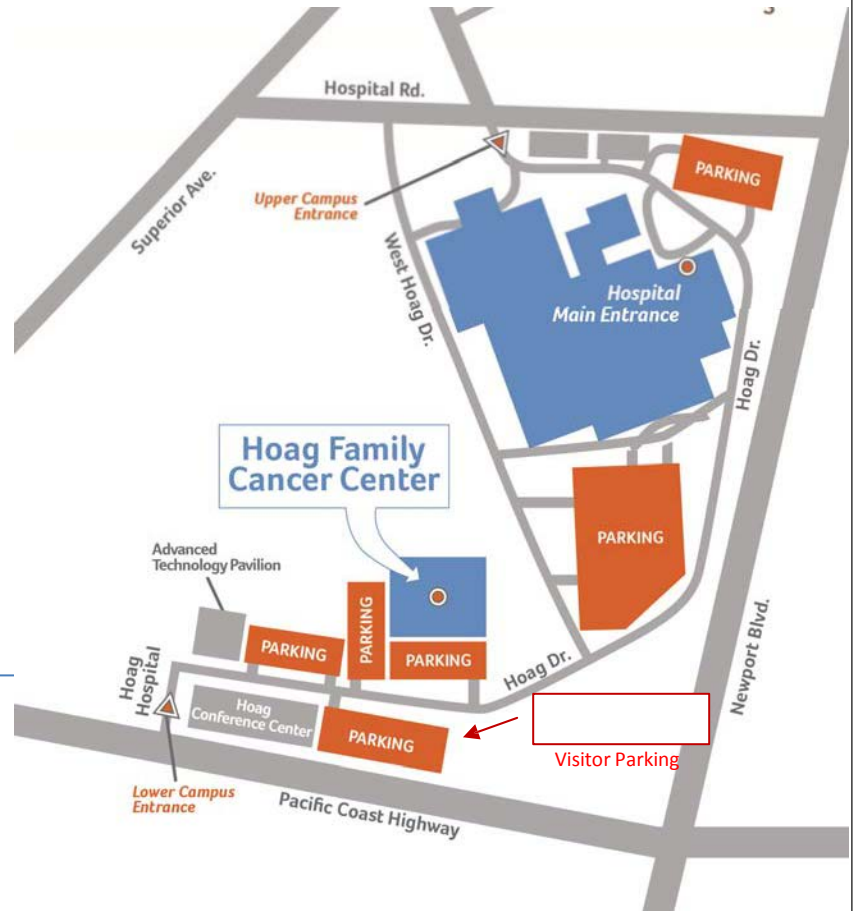 Hospital Rd.
PARKING
Superior Ave.
Upper Campus
Entrance
West Hoag Dr.
Hospital
Main Entrance
Hoag Dr.
Hoag Family
Cancer Center
PARKING
Advanced
Technology Pavilion
Newport Blvd.
PARKING
PARKING
PARKING
Hoag Dr.
Hoag
Hospital
Hoag
Conference Center
PARKING
Visitor Parking
Lower Campus
Entrance
Pacific Coast Highway